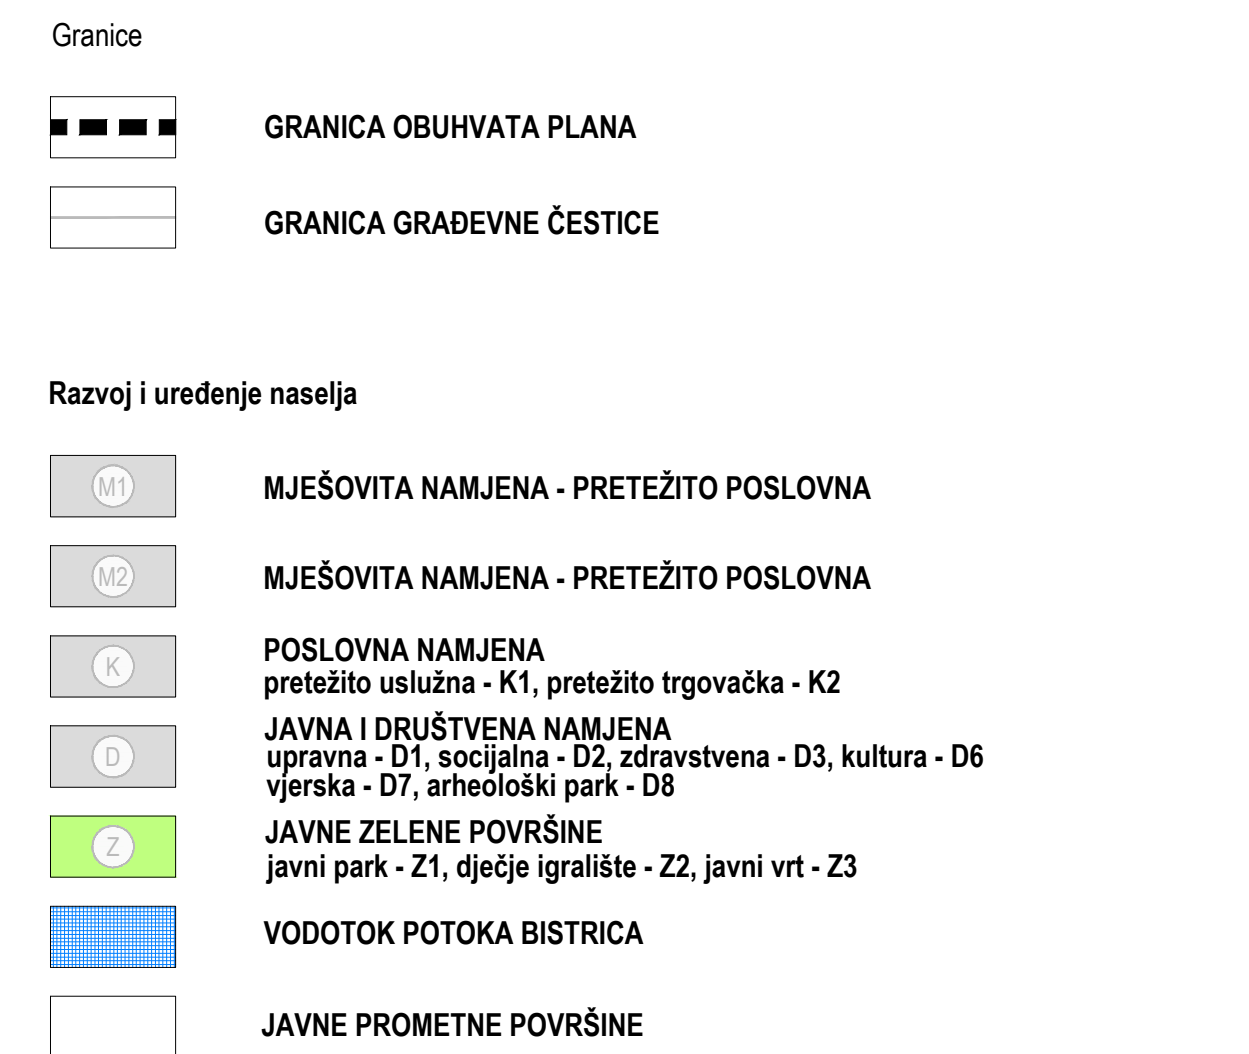 Granice
GRANICA OBUHVATA PLANA
GRANICA GRAĐEVNE ČESTICE
Razvoj i uređenje naselja
M1 MJEŠOVITA NAMJENA - PRETEŽITO POSLOVNA
M2 MJEŠOVITA NAMJENA - PRETEŽITO POSLOVNA
K POSLOVNA NAMJENA
pretežito uslužna - K1, pretežito trgovačka - K2
D JAVNA I DRUŠTVENA NAMJENA
upravna - D1, socijalna - D2, zdravstvena - D3, kultura - D6
vjerska - D7, arheološki park - D8
Z JAVNE ZELENE POVRŠINE
javni park - Z1, dječje igralište - Z2, javni vrt - Z3
VODOTOK POTOKA BISTRICA
JAVNE PROMETNE POVRŠINE